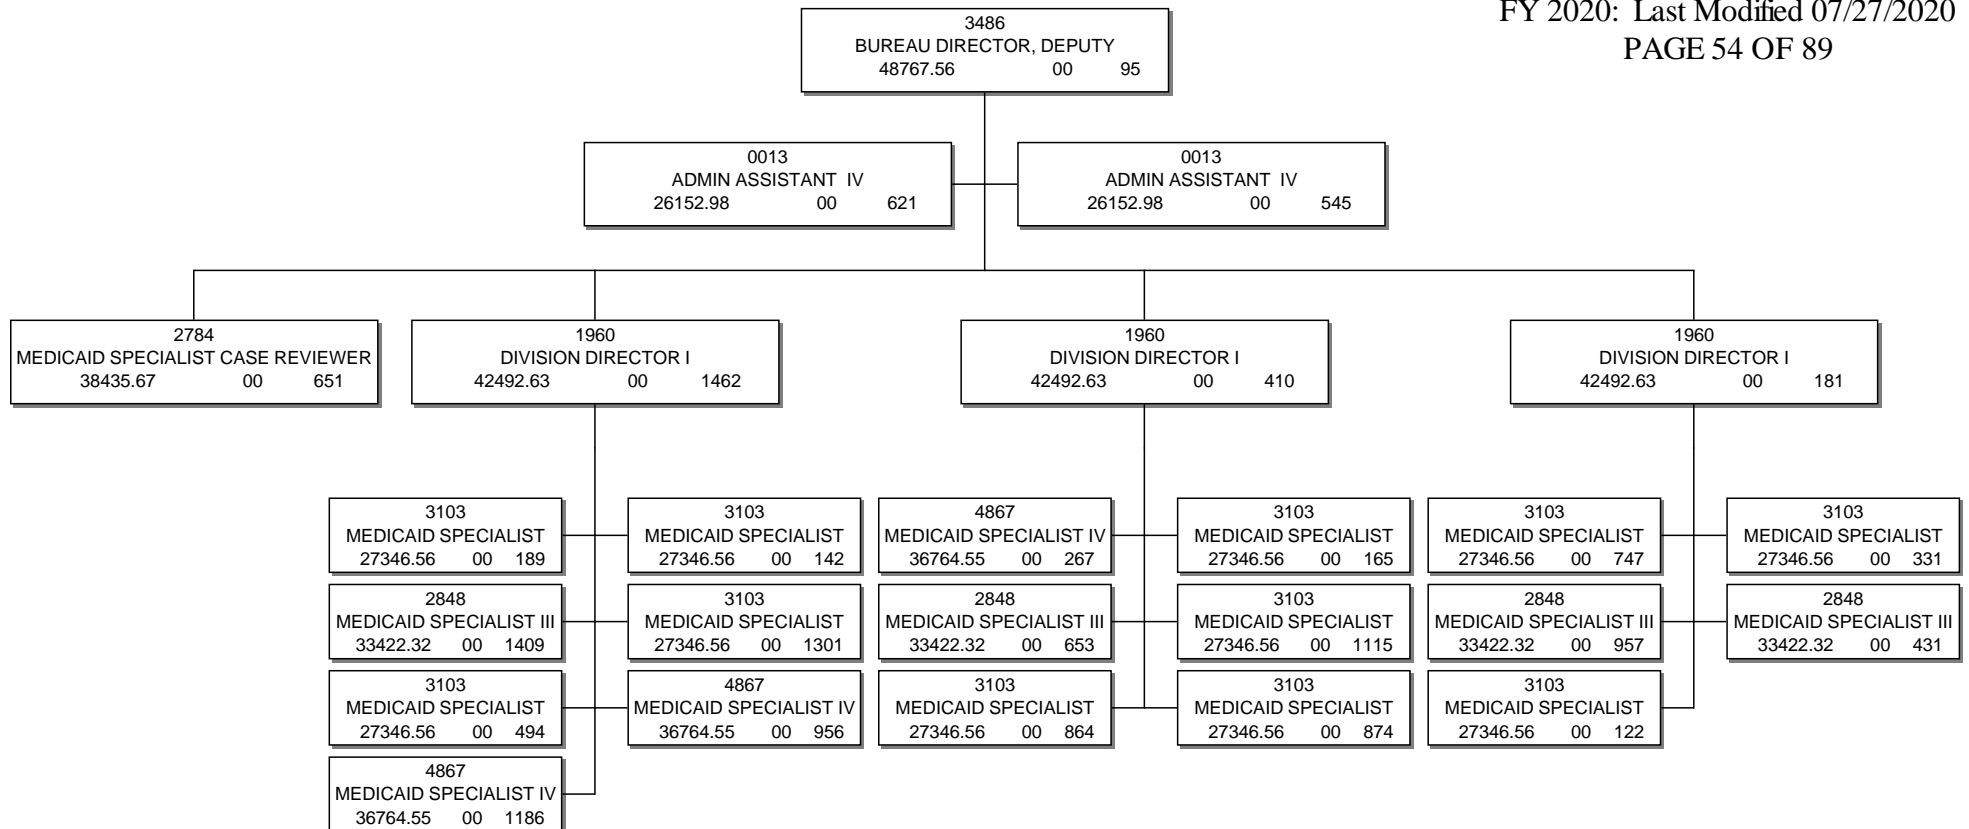 FY 2020: Last Modified 07/27/2020
PAGE 54 OF 89
3486
BUREAU DIRECTOR, DEPUTY
48767.56 00 95
0013
ADMIN ASSISTANT IV
26152.98 00 621
0013
ADMIN ASSISTANT IV
26152.98 00 545
2784
MEDICAID SPECIALIST CASE REVIEWER
38435.67 00 651
1960
DIVISION DIRECTOR I
42492.63 00 1462
1960
DIVISION DIRECTOR I
42492.63 00 410
1960
DIVISION DIRECTOR I
42492.63 00 181
3103
MEDICAID SPECIALIST
27346.56 00 189
3103
MEDICAID SPECIALIST
27346.56 00 142
4867
MEDICAID SPECIALIST IV
36764.55 00 267
3103
MEDICAID SPECIALIST
27346.56 00 165
3103
MEDICAID SPECIALIST
27346.56 00 747
3103
MEDICAID SPECIALIST
27346.56 00 331
2848
MEDICAID SPECIALIST III
33422.32 00 1409
3103
MEDICAID SPECIALIST
27346.56 00 1301
2848
MEDICAID SPECIALIST III
33422.32 00 653
3103
MEDICAID SPECIALIST
27346.56 00 1115
2848
MEDICAID SPECIALIST III
33422.32 00 957
2848
MEDICAID SPECIALIST III
33422.32 00 431
3103
MEDICAID SPECIALIST
27346.56 00 494
4867
MEDICAID SPECIALIST IV
36764.55 00 956
3103
MEDICAID SPECIALIST
27346.56 00 864
3103
MEDICAID SPECIALIST
27346.56 00 874
3103
MEDICAID SPECIALIST
27346.56 00 122
4867
MEDICAID SPECIALIST IV
36764.55 00 1186